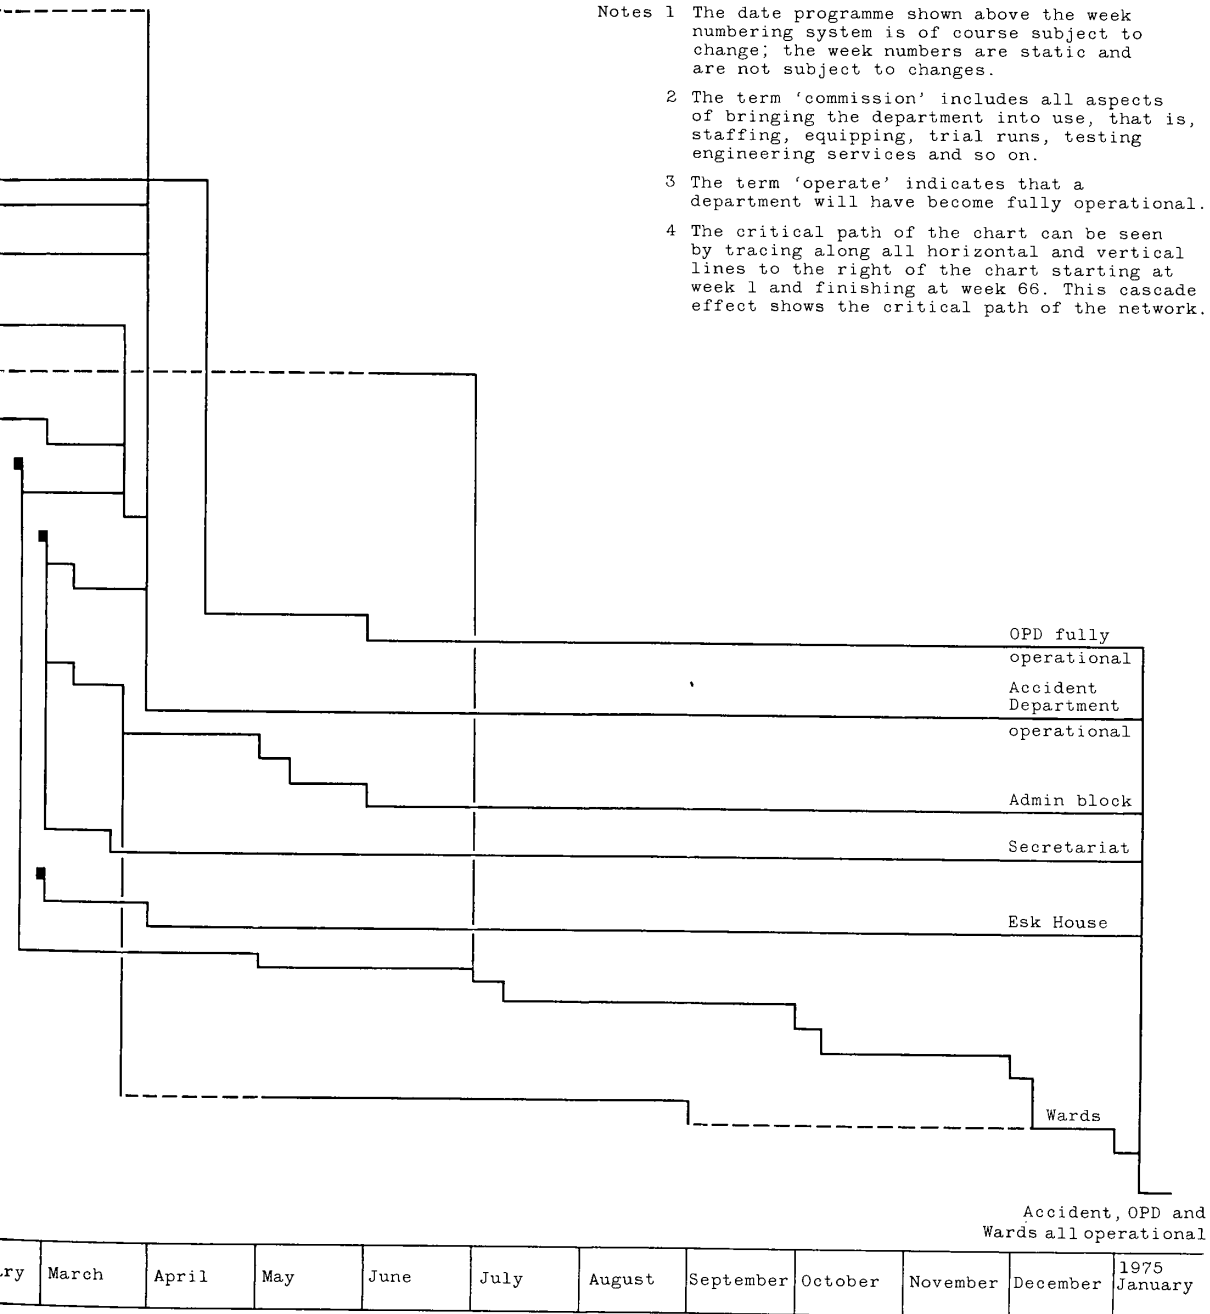 Notes 1 The date programme shown above the week
numbering system is of course subject to
change; the week numbers are static and
are not subject to changes.
2 The term 'commission' includes all aspects
of bringing the department into use, that is,
staffing, equipping, trial runs, testing
engineering services and so on.
3 The term 'operate' indicates that a
department will have become fully operational.
4 The critical path of the chart can be seen
by tracing along all horizontal and vertical
lines to the right of the chart starting at
week 1 and finishing at week 66. This cascade
effect shows the critical path of the network.
OPD fully
operational
Accident
Department
operational
Admin block
Secretariat
Esk House
Wards
Accident, OPD and
Wards all operational
ry March April May June July August September October November December 1975
January